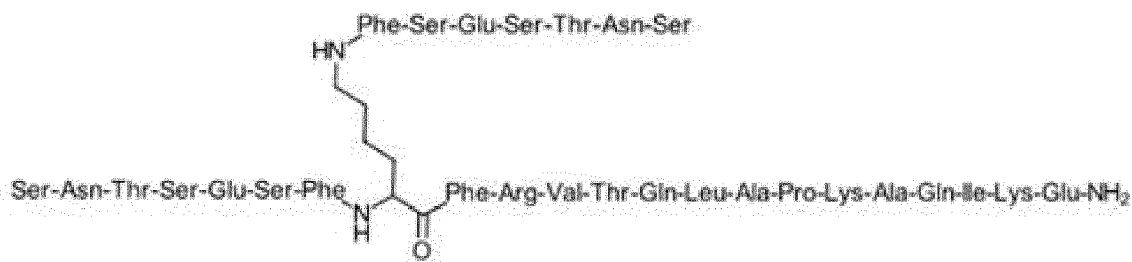 Phe-Ser-Glu-Ser-Thr-Asn-Ser
HN
Ser-Asn-Thr-Ser-Glu-Ser-Phe
Phe-Arg-Val-Thr-Gln-Leu-Ala-Pro-Lys-Ala-Gln-Ile-Lys-Glu-NH₂
N
H
O